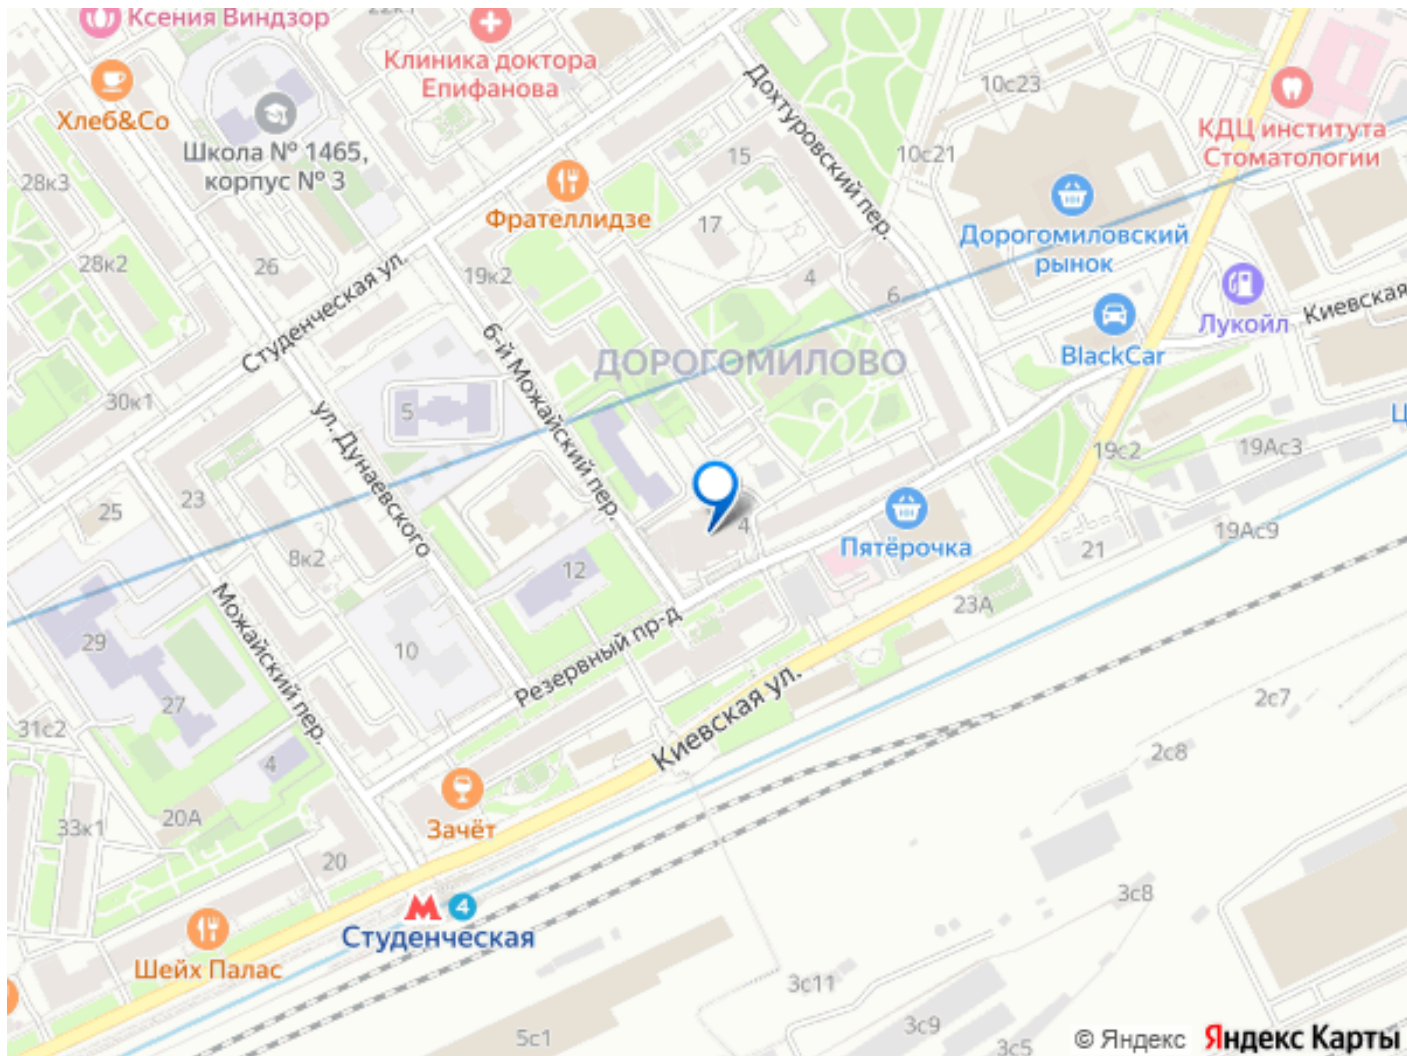 Ксения Виндзор
Клиника доктора
Епифанова
Хлеб&Co
Школа № 1465,
корпус № 3
28к3
28к2
26
Фрателлидзе
15
17
19к2
Дохтуровский пер.
10с23
10с21
КДЦ института
Стоматологии
Дорогомиловский
рынок
Лукойл
Киевская
BlackCar
4
6
Студенческая ул.
6-й Можайский пер.
ДОРОГОМИЛОВО
30к1
5
ул. Дунаевского
23
25
8к2
12
4
Пятёрочка
19с2
19Ас3
Ц
19Ас9
21
23А
10
29
27
Можайский пер.
Резервный пр-д
Киевская ул.
31с2
4
20А
33к1
20
Зачёт
4
Студенческая
Шейх Палас
2с7
2с8
3с8
3с11
3с9
3с5
5с1
© Яндекс Яндекс Карты